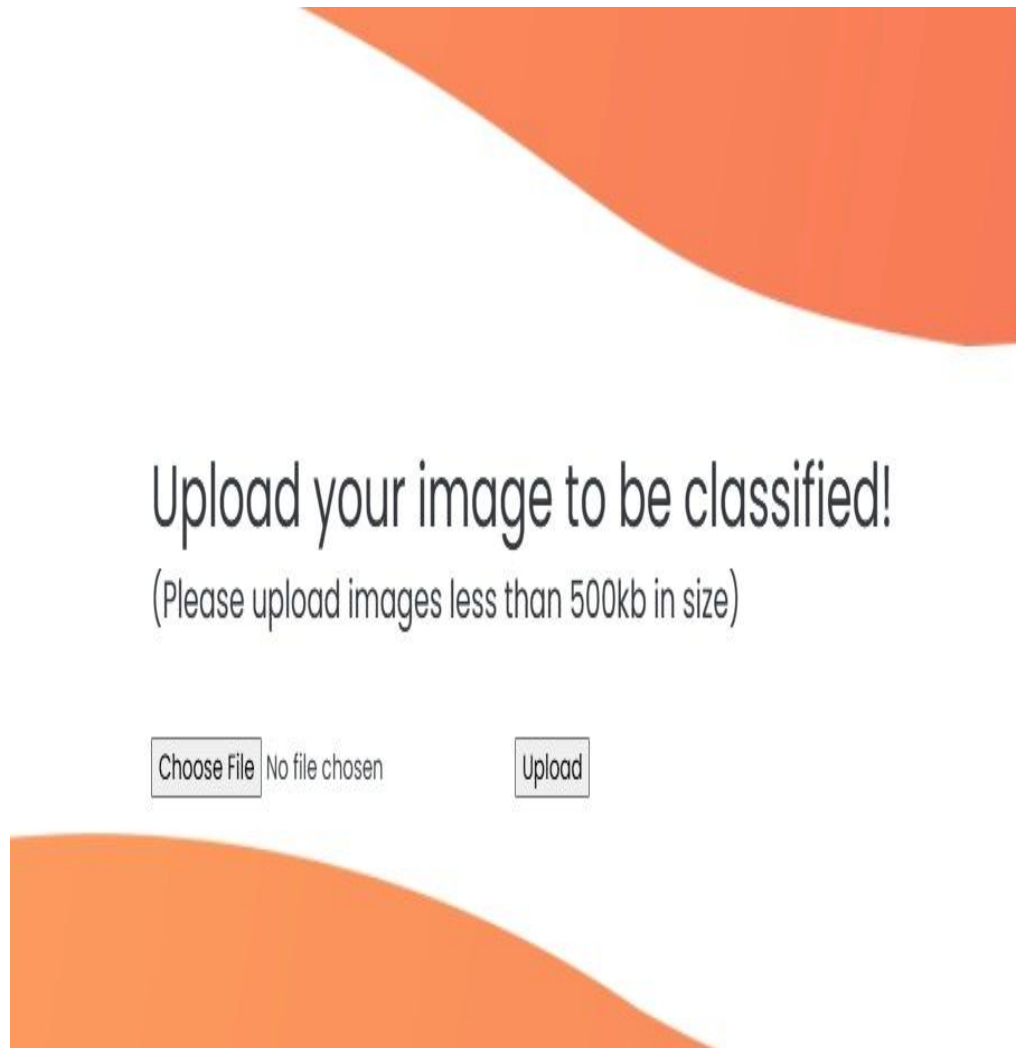 Upload your image to be classified!
(Please upload images less than 500kb in size)
Choose File No file chosen Upload